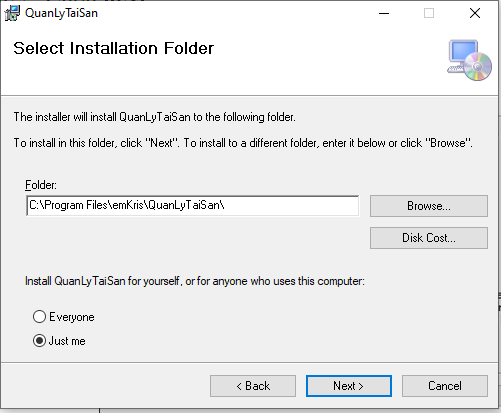 QuanLyTaiSan
Select Installation Folder
The installer will install QuanLyTaiSan to the following folder.
To install in this folder, click "Next". To install to a different folder, enter it below or click "Browse".
Folder:
C:\Program Files\emKris\QuanLyTaiSan\
Browse...
Disk Cost...
Install QuanLyTaiSan for yourself, or for anyone who uses this computer:
Everyone
Just me
< Back
Next >
Cancel